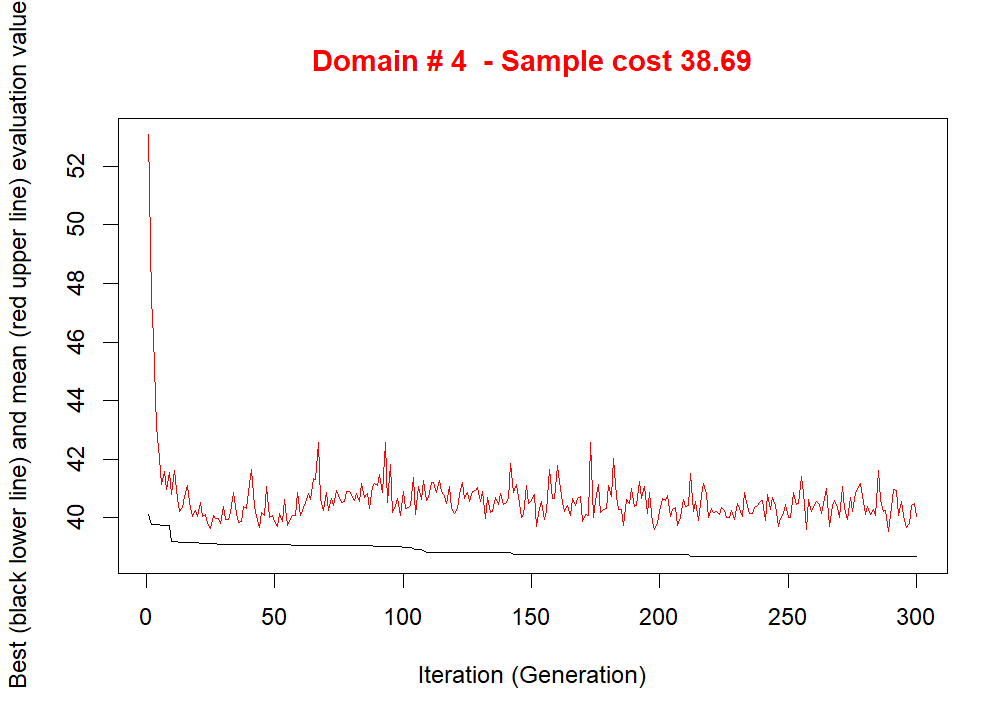 Domain # 4  - Sample cost 38.69
Best (black lower line) and mean (red upper line) evaluation value
52
50
48
46
44
42
40
0 50 100 150 200 250 300
Iteration (Generation)